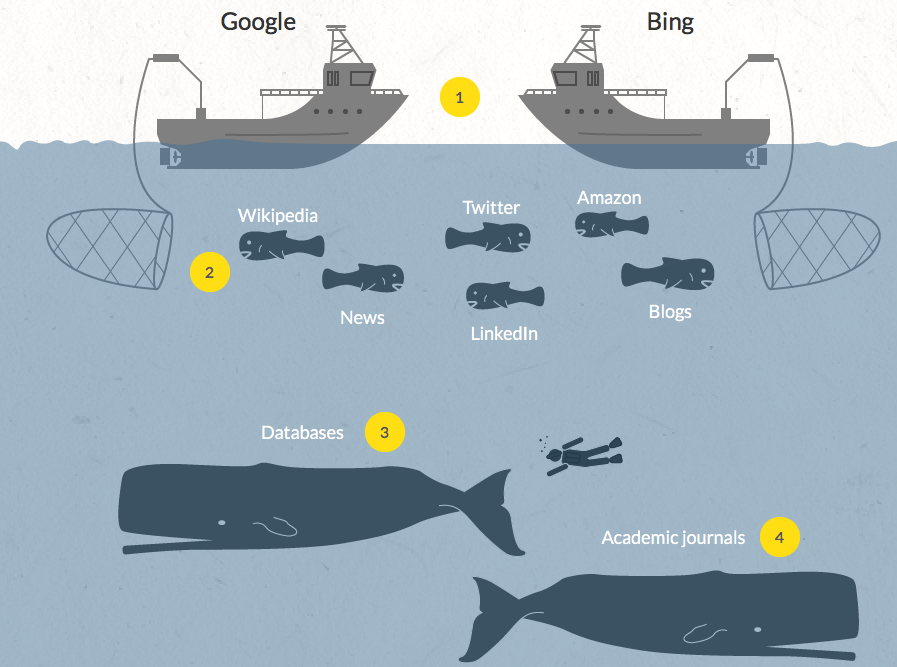 Google
Bing
1
Wikipedia
Twitter
Amazon
2
News
LinkedIn
Blogs
Databases
3
Academic journals
4